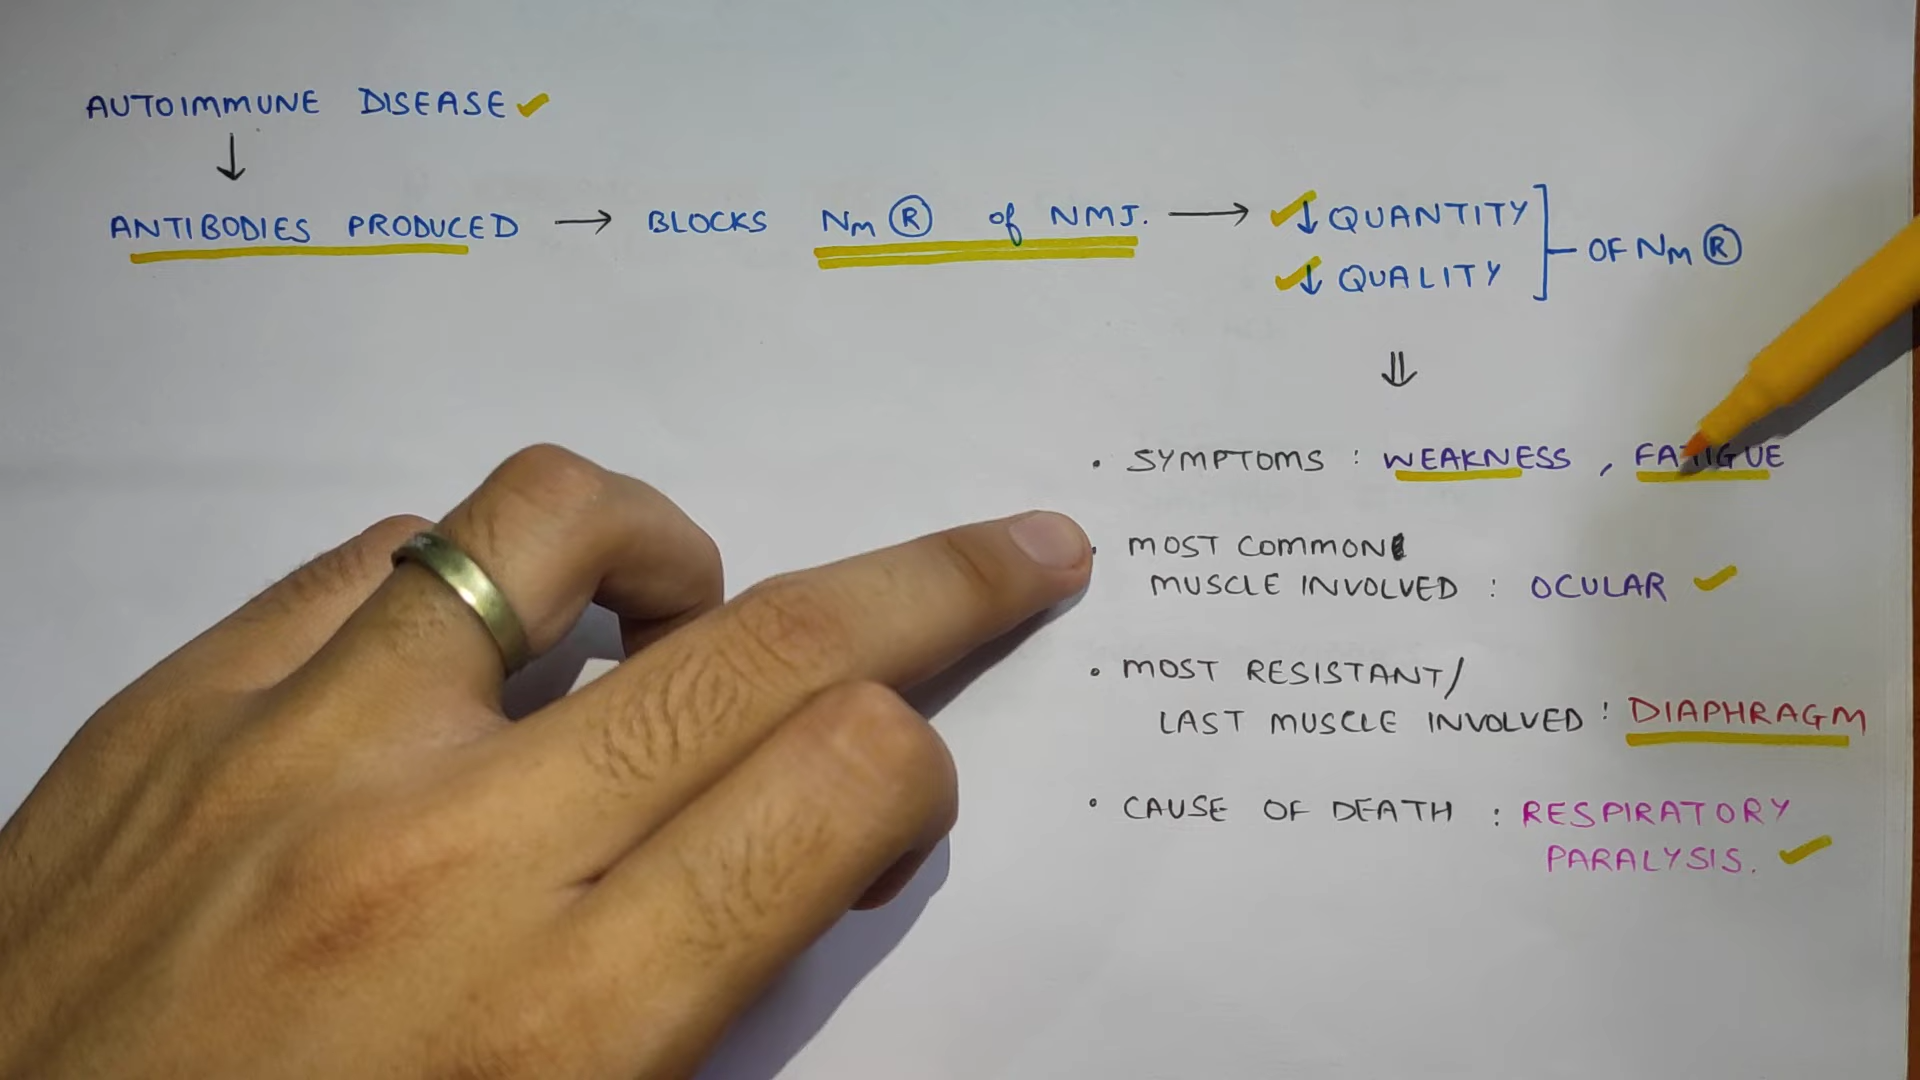 AUTOIMMUNE DISEASE ✓
↓
ANTIBODIES PRODUCED → BLOCKS NM Ⓡ of NMJ. → ↓ QUANTITY
↓ QUALITY
OF NM Ⓡ
⇓
• SYMPTOMS : WEAKNESS , FATIGUE
• MOST COMMON
MUSCLE INVOLVED : OCULAR ✓
• MOST RESISTANT/
LAST MUSCLE INVOLVED : DIAPHRAGM
• CAUSE OF DEATH : RESPIRATORY
PARALYSIS. ✓